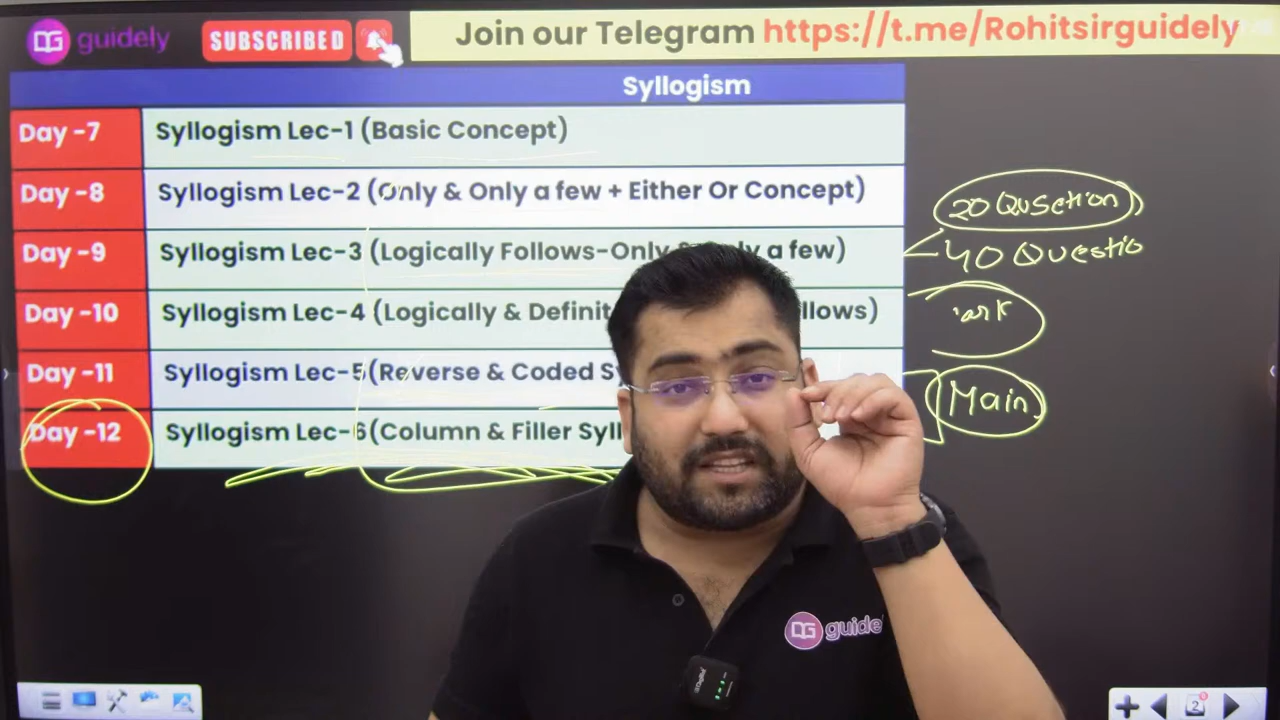 guidely
SUBSCRIBED
Join our Telegram https://t.me/Rohitsirguidely
Syllogism
Day -7 Syllogism Lec-1 (Basic Concept)
Day -8 Syllogism Lec-2 (Only & Only a few + Either Or Concept)
20 QUSetion
Day -9 Syllogism Lec-3 (Logically Follows-Only a few)
40 Questio
Day -10 Syllogism Lec-4 (Logically & Definit llows)
Day -11 Syllogism Lec-5(Reverse & Coded S
Main
Day -12 Syllogism Lec-6(Column & Filler Syll
guide
2